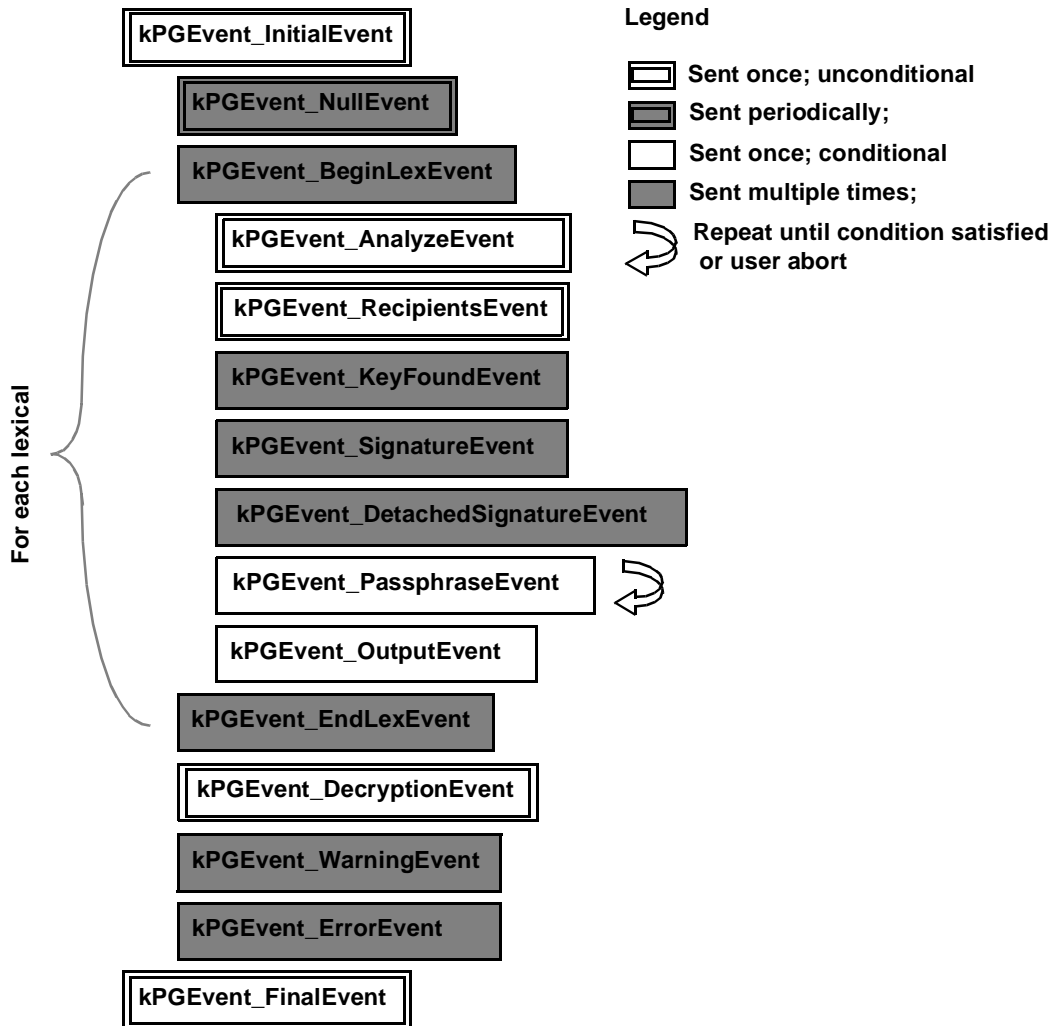 kPGEvent_InitialEvent
kPGEvent_NullEvent
kPGEvent_BeginLexEvent
kPGEvent_AnalyzeEvent
kPGEvent_RecipientsEvent
kPGEvent_KeyFoundEvent
kPGEvent_SignatureEvent
kPGEvent_DetachedSignatureEvent
kPGEvent_PassphraseEvent
kPGEvent_OutputEvent
kPGEvent_EndLexEvent
kPGEvent_DecryptionEvent
kPGEvent_WarningEvent
kPGEvent_ErrorEvent
kPGEvent_FinalEvent
For each lexical
Legend
Sent once; unconditional
Sent periodically;
Sent once; conditional
Sent multiple times;
Repeat until condition satisfied
or user abort